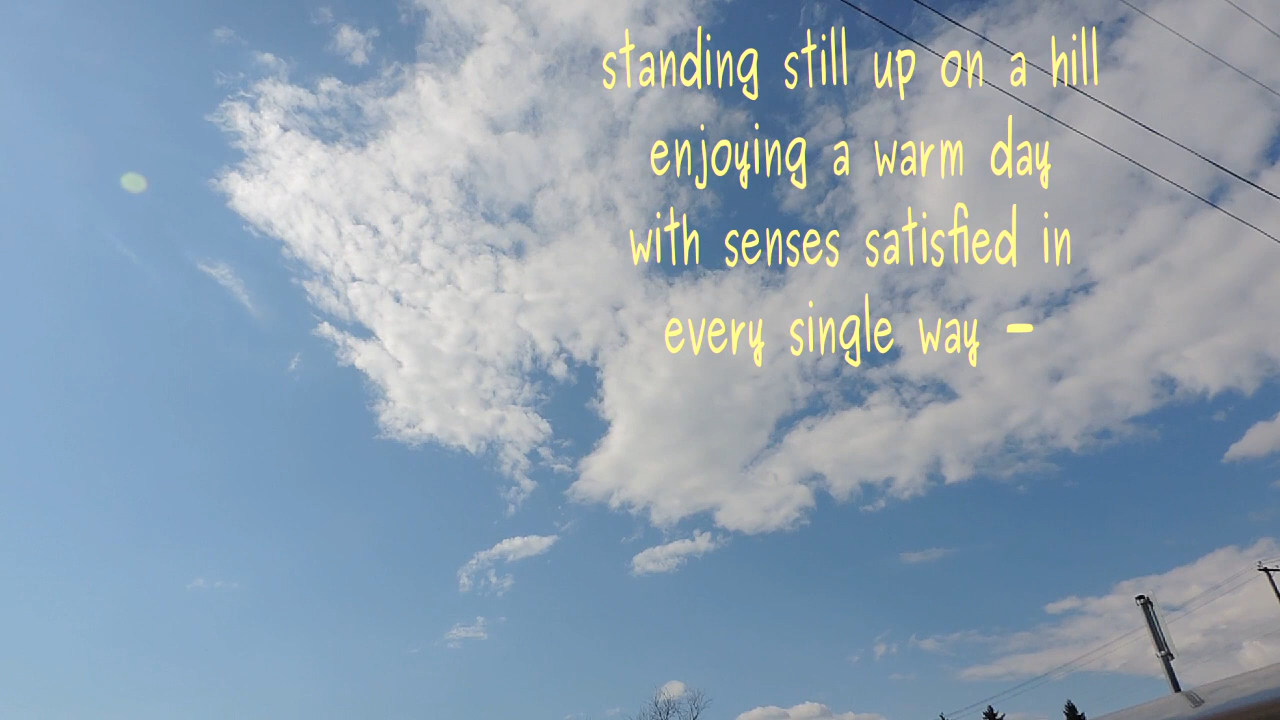 standing still up on a hill
enjoying a warm day
with senses satisfied in
every single way -